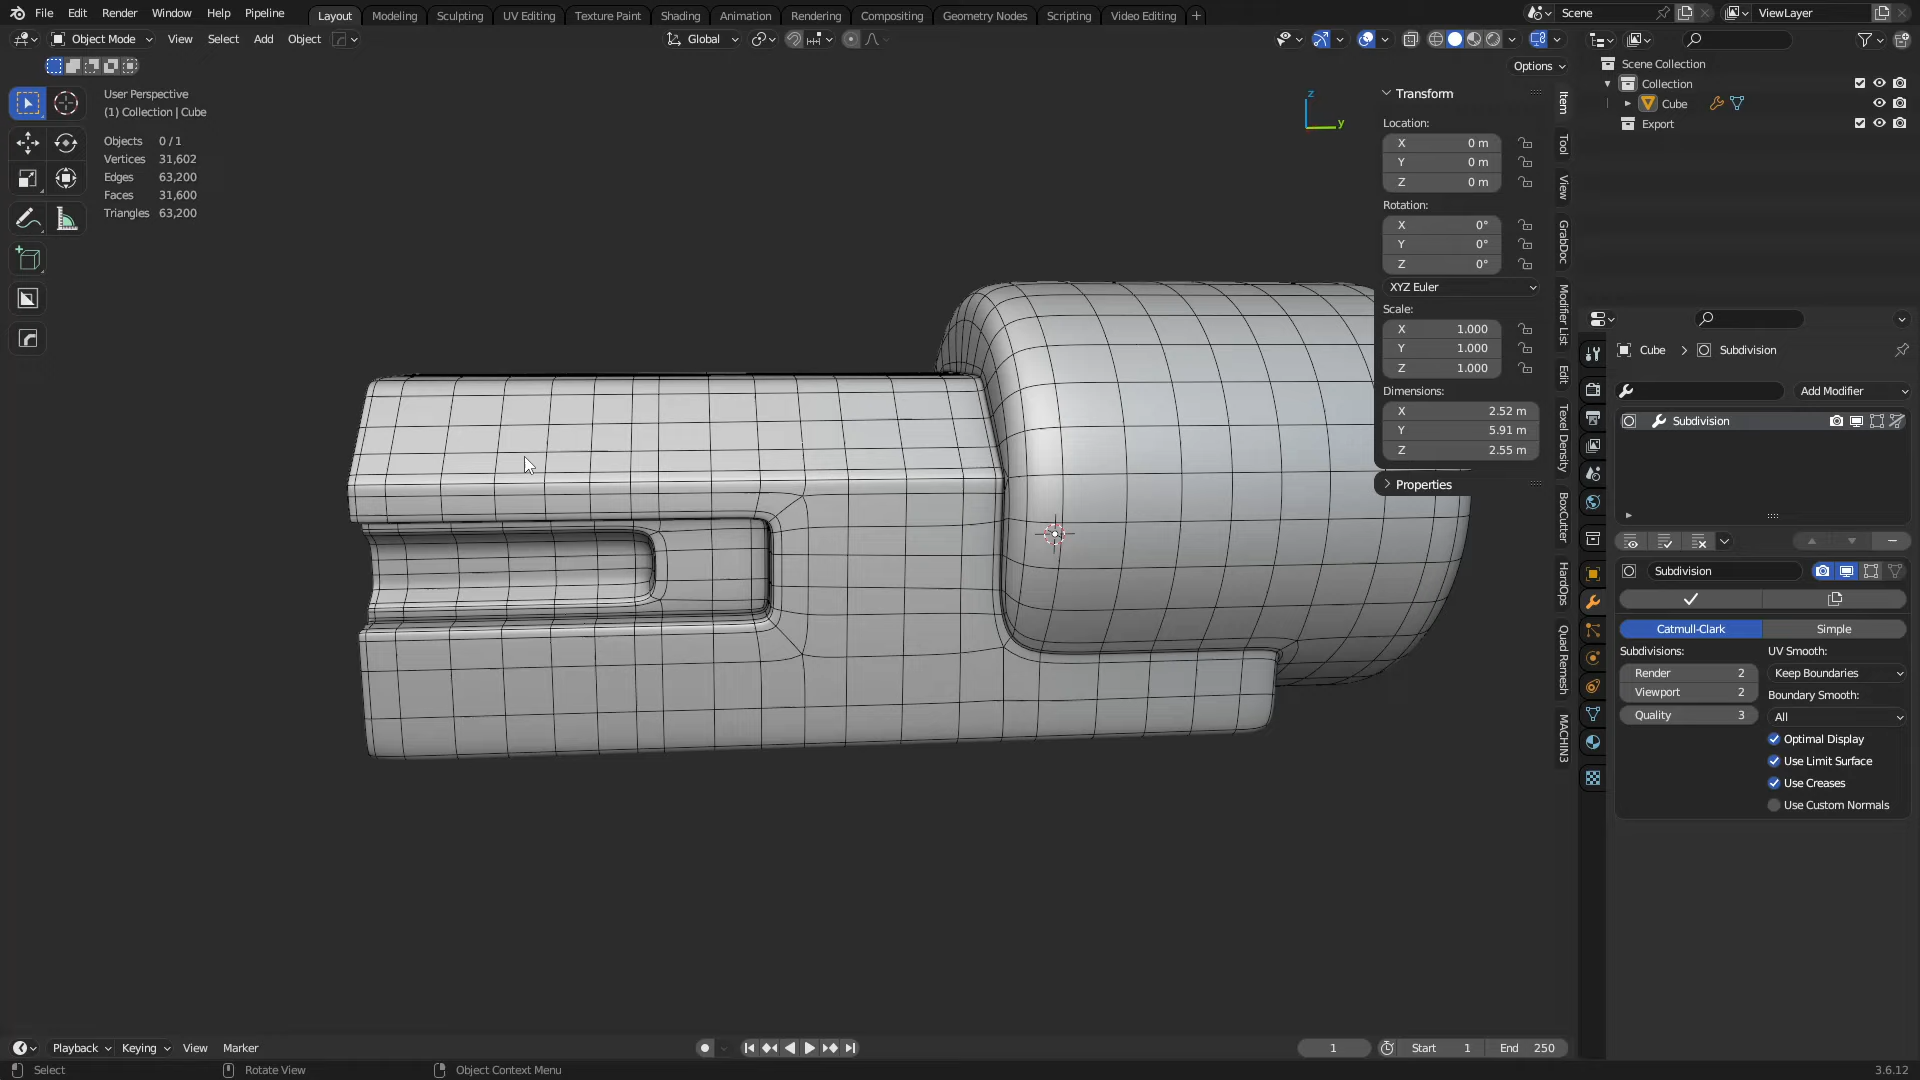 File Edit Render Window Help Pipeline Layout Modeling Sculpting UV Editing Texture Paint Shading Animation Rendering Compositing Geometry Nodes Scripting Video Editing + Scene ViewLayer
Object Mode View Select Add Object Global
Options
User Perspective
(1) Collection | Cube
Objects 0 / 1
Vertices 31,602
Edges 63,200
Faces 31,600
Triangles 63,200
z
y
Transform
Location:
X 0 m
Y 0 m
Z 0 m
Rotation:
X 0°
Y 0°
Z 0°
XYZ Euler
Scale:
X 1.000
Y 1.000
Z 1.000
Dimensions:
X 2.52 m
Y 5.91 m
Z 2.55 m
Properties
Item
Tool
View
GrabDoc
Modifier List
Edit
Texel Density
BoxCutter
HardOps
Quad Remesh
MACHIN3
Scene Collection
Collection
Cube
Export
Cube Subdivision
Add Modifier
Subdivision
Subdivision
Catmull-Clark Simple
Subdivisions: UV Smooth:
Render 2 Keep Boundaries
Viewport 2 Boundary Smooth:
Quality 3 All
Optimal Display
Use Limit Surface
Use Creases
Use Custom Normals
Playback Keying View Marker 1 Start 1 End 250
Select Rotate View Object Context Menu 3.6.12